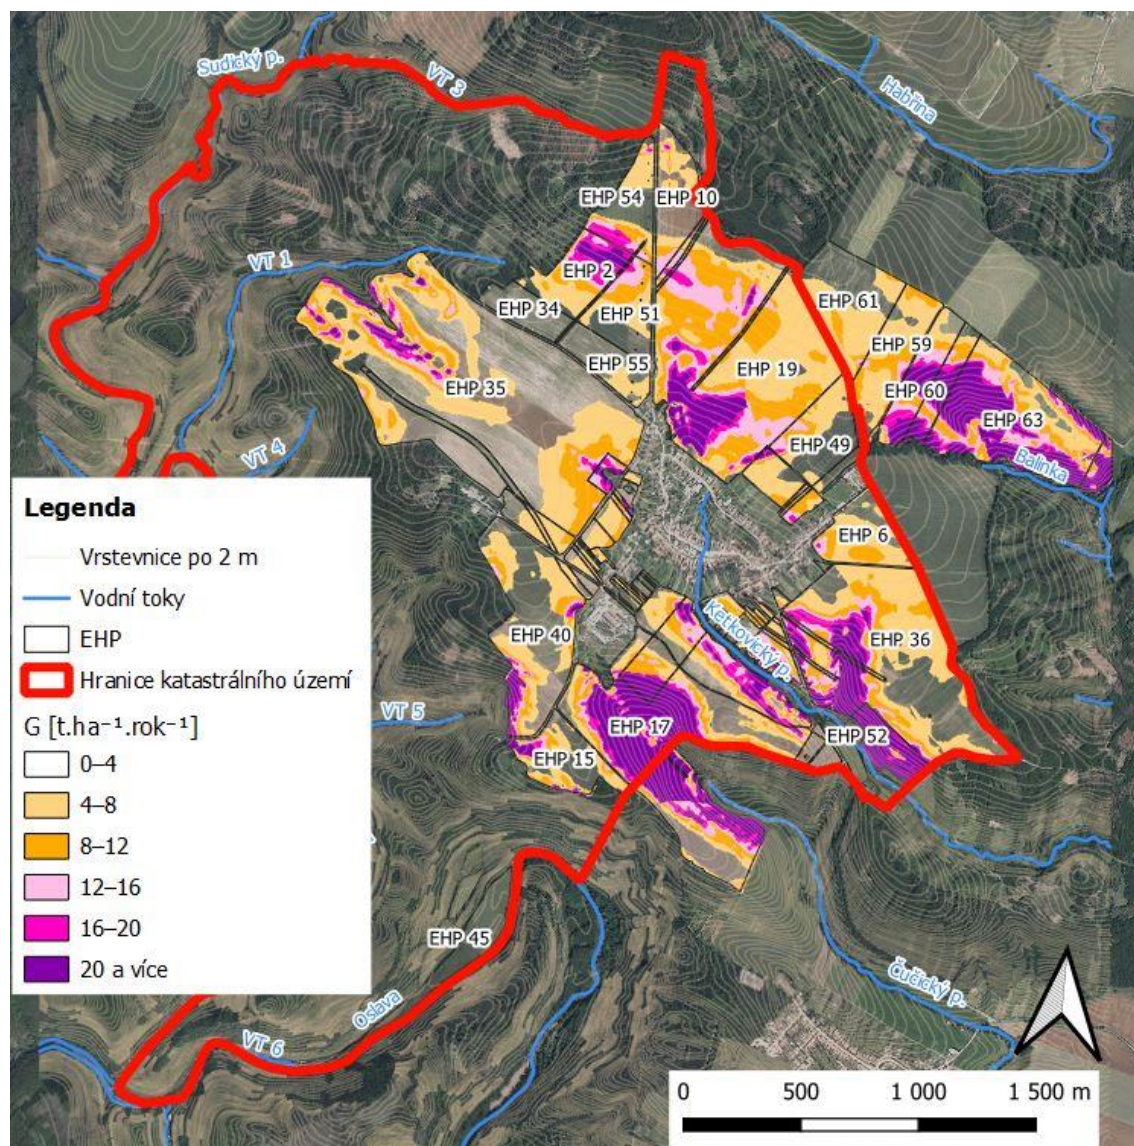 Sudický p.
VT 3
Habřina
EHP 54
EHP 10
VT 1
EHP 2
EHP 34
EHP 51
EHP 61
EHP 59
EHP 55
EHP 19
EHP 35
EHP 60
EHP 63
VT 4
EHP 49
Balinka
Legenda
Vrstevnice po 2 m
Vodní toky
EHP
Hranice katastrálního území
G [t.ha⁻¹.rok⁻¹]
0–4
4–8
8–12
12–16
16–20
20 a více
EHP 6
EHP 40
Ketkovický p.
EHP 36
VT 5
EHP 17
EHP 52
EHP 15
EHP 45
Oslava
Čučický p.
VT 6
0 500 1 000 1 500 m